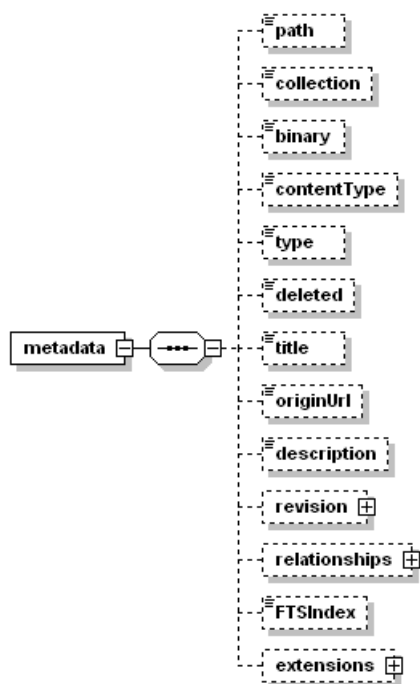 path
collection
binary
contentType
type
deleted
metadata
title
originUrl
description
revision
relationships
FTSIndex
extensions